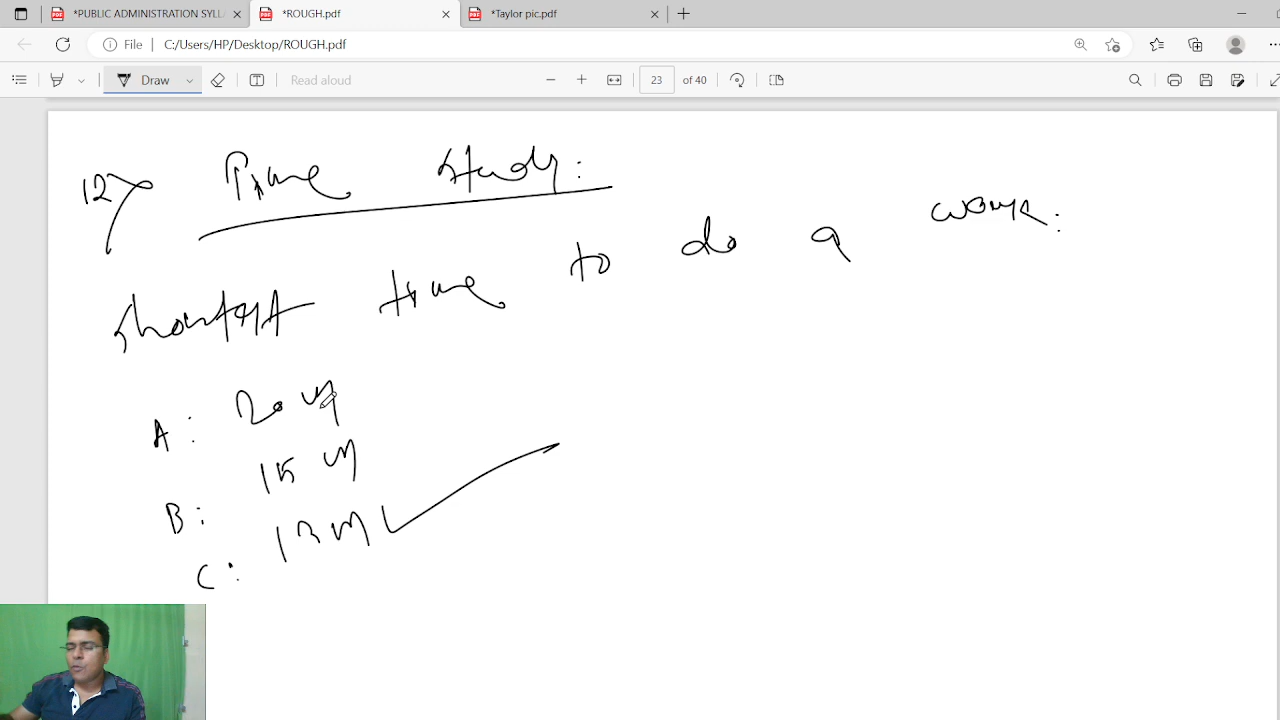 *PUBLIC ADMINISTRATION SYLLA
*ROUGH.pdf
*Taylor pic.pdf
File
C:/Users/HP/Desktop/ROUGH.pdf
Draw
Read aloud
23 of 40
12) Time Study:
Shortest time to do a work:
A: 20 M
B: 15 M
C: 13 M